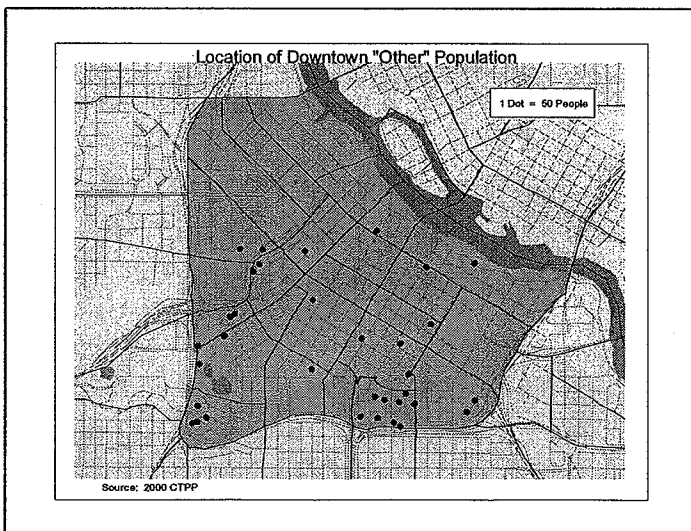 Location of Downtown "Other" Population
1 Dot = 50 People
Source: 2000 CTPP